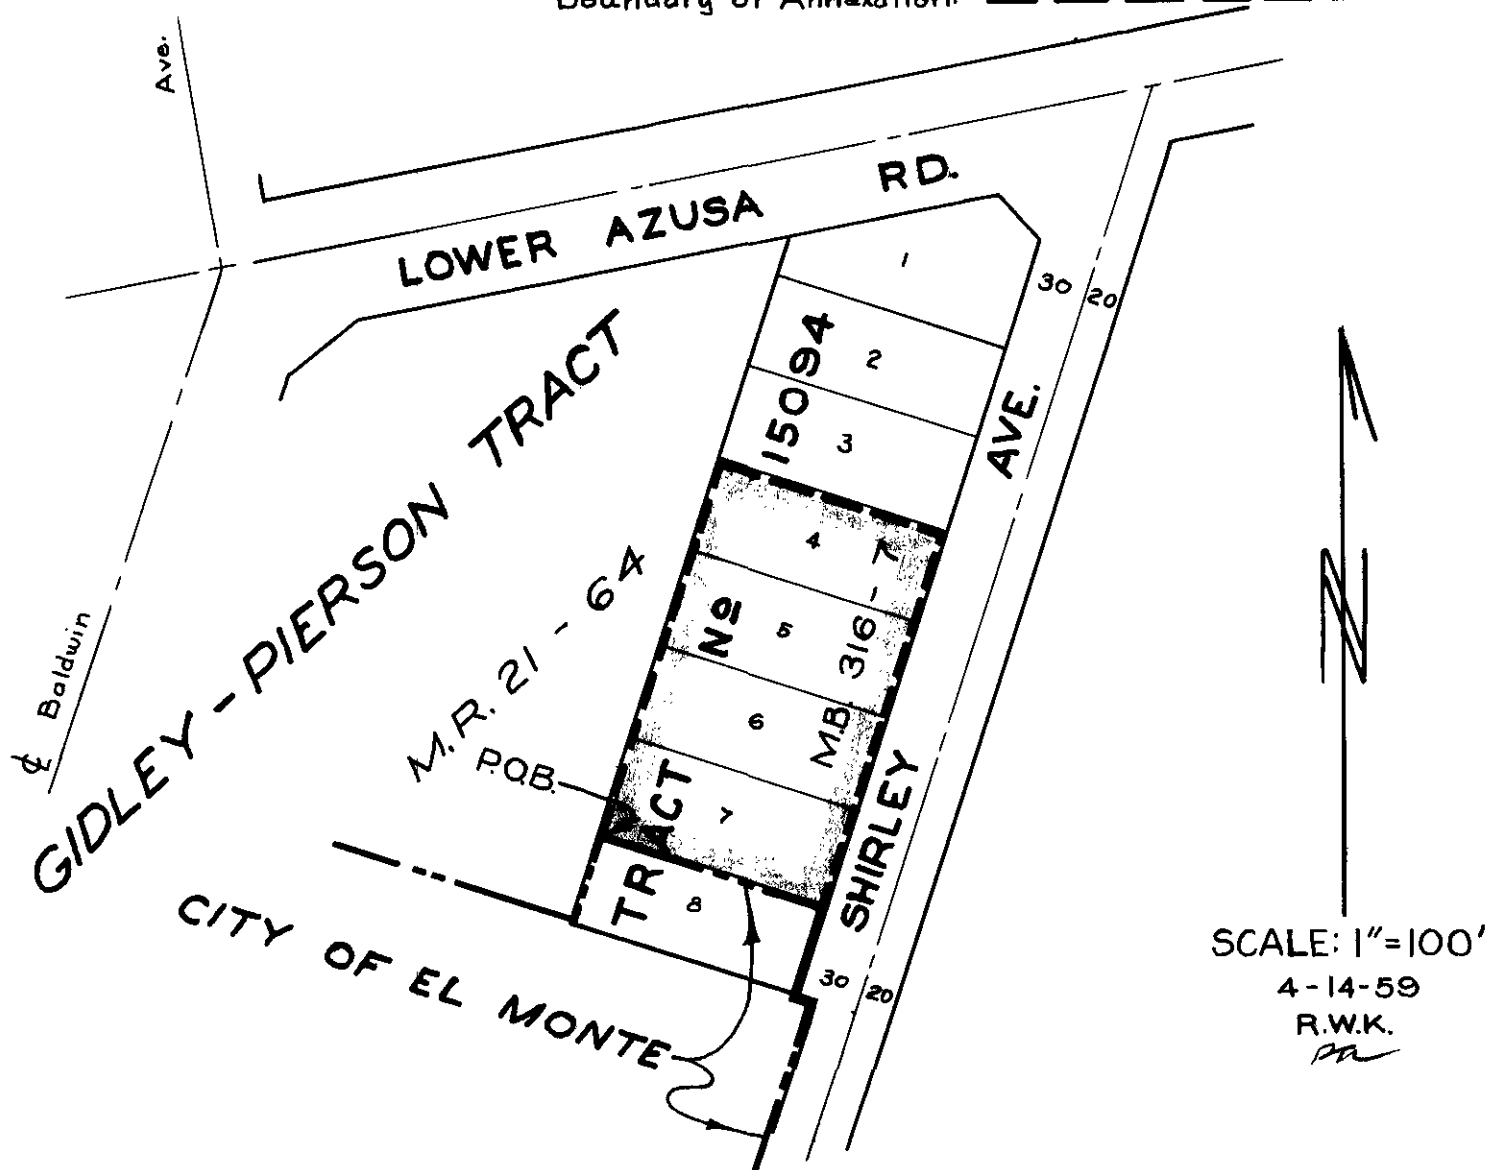 Boundary of Annexation.
Ave.
LOWER AZUSA RD.
1
30 20
2
3
4
5
6
7
8
TRACT No 15094
M.B. 316 - 7
SHIRLEY AVE.
GIDLEY - PIERSON TRACT
M.R. 21 - 64
P.O.B.
℄ Baldwin
CITY OF EL MONTE
30 20
N
SCALE: 1"=100'
4-14-59
R.W.K.